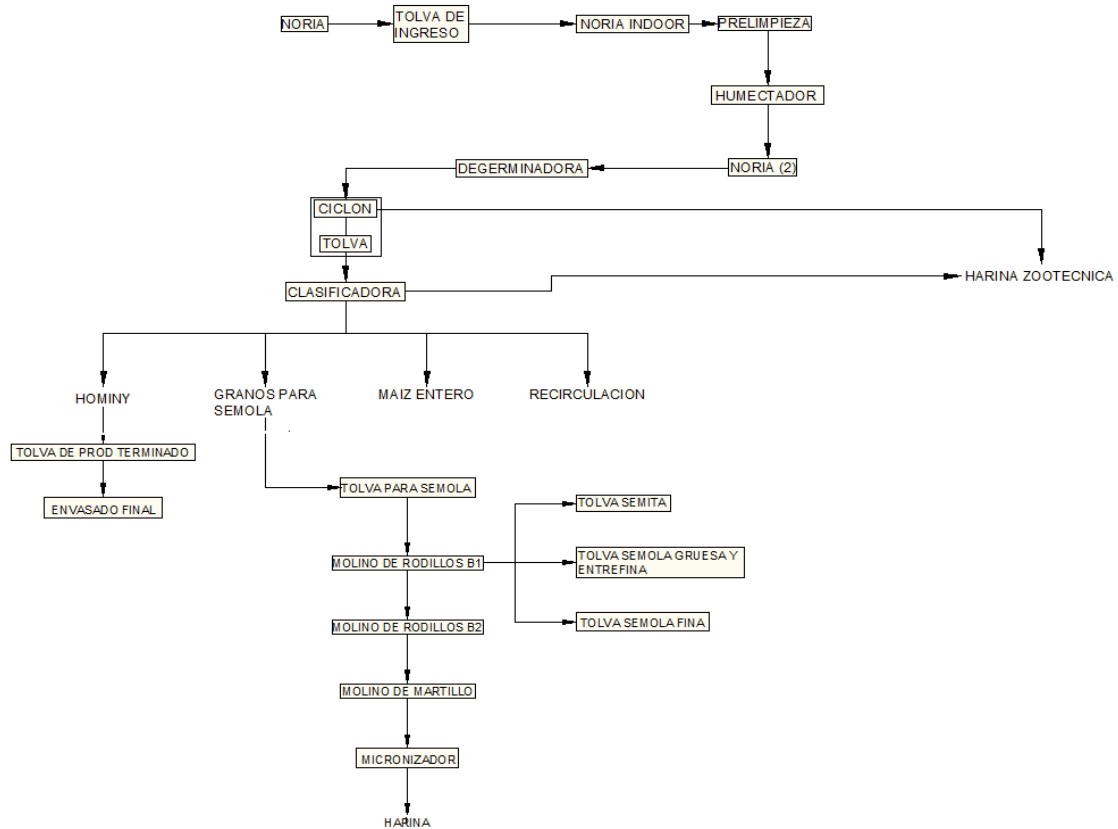 NORIA
TOLVA DE
INGRESO
NORIA INDOOR
PRELIMPIEZA
HUMECTADOR
DEGERMINADORA
NORIA (2)
CICLON
TOLVA
CLASIFICADORA
HARINA ZOOTECNICA
HOMINY
GRANOS PARA
SEMOLA
MAIZ ENTERO
RECIRCULACION
TOLVA DE PROD TERMINADO
ENVASADO FINAL
TOLVA PARA SEMOLA
TOLVA SEMITA
MOLINO DE RODILLOS B1
TOLVA SEMOLA GRUESA Y
ENTREFINA
MOLINO DE RODILLOS B2
TOLVA SEMOLA FINA
MOLINO DE MARTILLO
MICRONIZADOR
HARINA